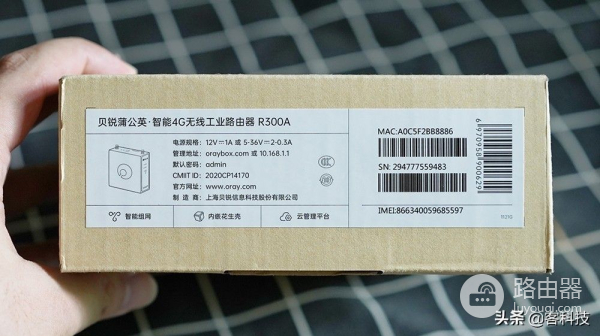 贝锐蒲公英·智能4G无线工业路由器 R300A
电源规格: 12V⎓1A 或 5-36V⎓2-0.3A
管理地址: oraybox.com 或 10.168.1.1
默认密码: admin
CMIIT ID: 2020CP14170
官方网站: www.oray.com
制 造 商: 上海贝锐信息科技股份有限公司
智能组网
内嵌花生壳
云管理平台
MAC:A0C5F2BB8886
SN: 294777559483
IMEI:866340059685597
6970959090626
路由器
luyouqi.com
头条 @客科技